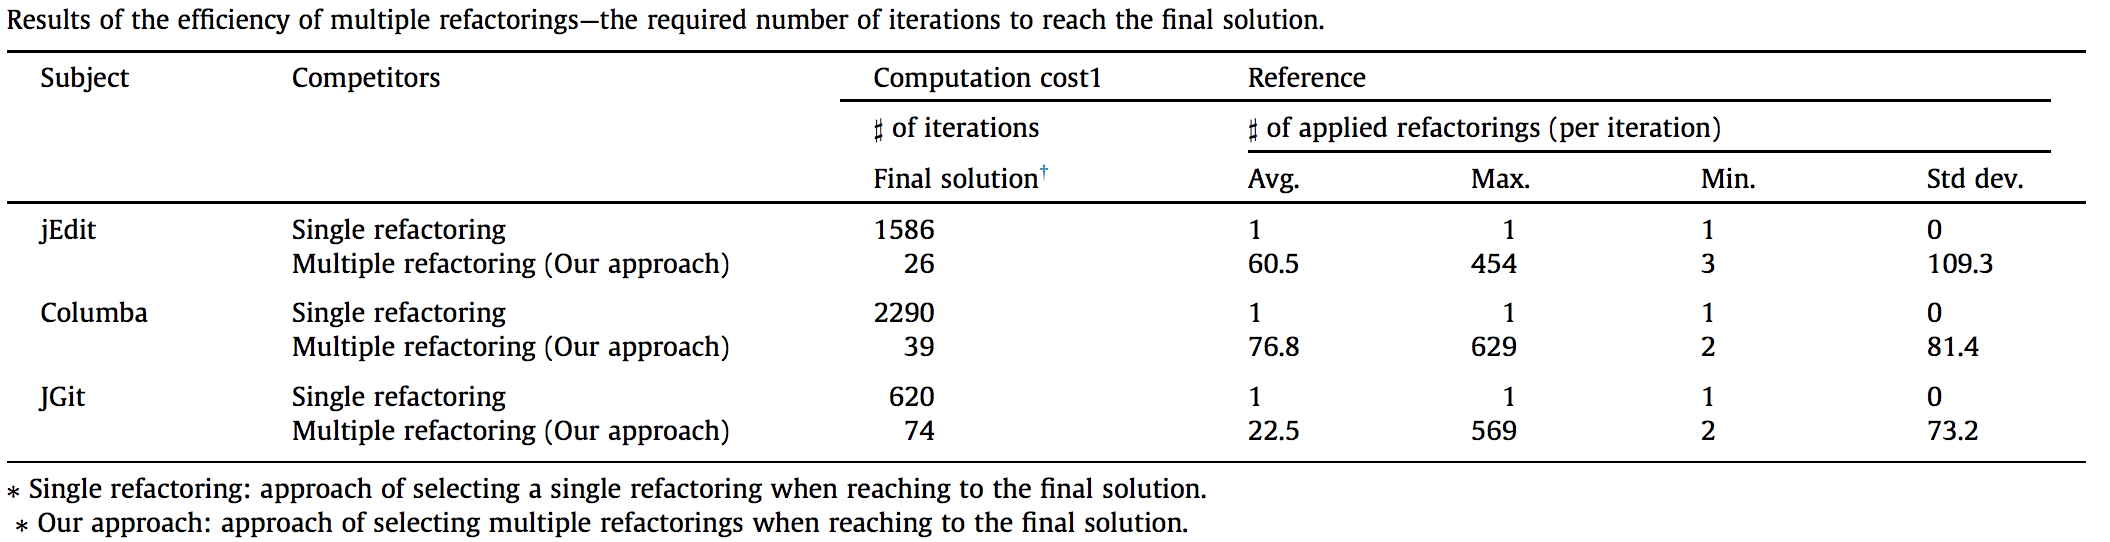 Results of the efficiency of multiple refactorings—the required number of iterations to reach the final solution.
Subject Competitors Computation cost1 Reference
♯ of iterations ♯ of applied refactorings (per iteration)
Final solution† Avg. Max. Min. Std dev.
jEdit Single refactoring 1586 1 1 1 0
Multiple refactoring (Our approach) 26 60.5 454 3 109.3
Columba Single refactoring 2290 1 1 1 0
Multiple refactoring (Our approach) 39 76.8 629 2 81.4
JGit Single refactoring 620 1 1 1 0
Multiple refactoring (Our approach) 74 22.5 569 2 73.2
∗ Single refactoring: approach of selecting a single refactoring when reaching to the final solution.
∗ Our approach: approach of selecting multiple refactorings when reaching to the final solution.